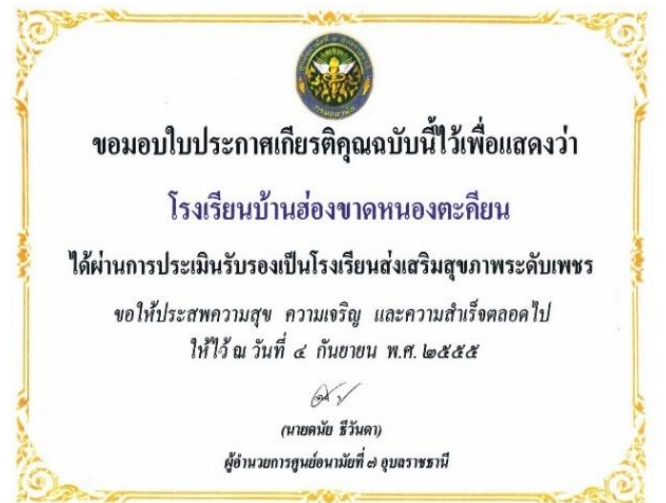 ขอมอบใบประกาศเกียรติคุณฉบับนี้ไว้เพื่อแสดงว่า
โรงเรียนบ้านฮ่องขาดหนองตะคียน
ได้ผ่านการประเมินรับรองเป็นโรงเรียนส่งเสริมสุขภาพระดับเพชร
ขอให้ประสพความสุข ความเจริญ และความสำเร็จตลอดไป
ให้ไว้ ณ วันที่ ๔ กันยายน พ.ศ. ๒๕๕๕
(นายดนัย ธีวันดา)
ผู้อำนวยการศูนย์อนามัยที่ ๗ อุบลราชธานี